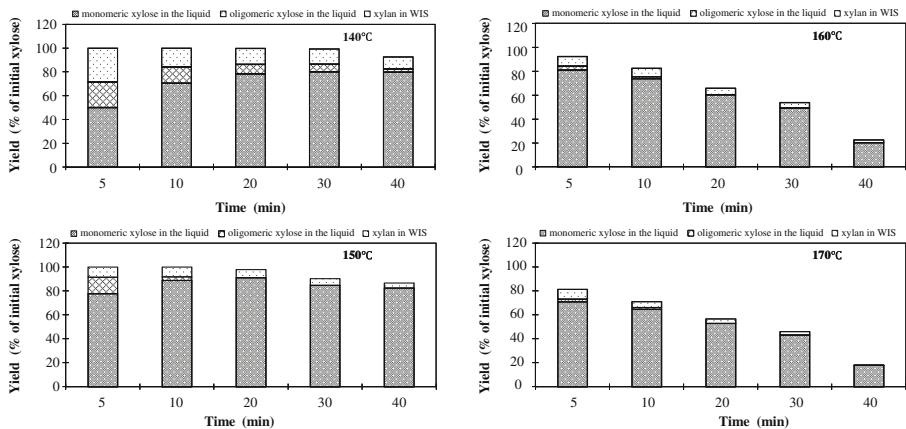 monomeric xylose in the liquid oligomeric xylose in the liquid xylan in WIS
140℃
Yield (% of initial xylose)
120
100
80
60
40
20
0
5 10 20 30 40
Time (min)
monomeric xylose in the liquid oligomeric xylose in the liquid xylan in WIS
160℃
Yield (% of initial xylose)
120
100
80
60
40
20
0
5 10 20 30 40
Time (min)
monomeric xylose in the liquid oligomeric xylose in the liquid xylan in WIS
150℃
Yield (% of initial xylose)
120
100
80
60
40
20
0
5 10 20 30 40
Time (min)
monomeric xylose in the liquid oligomeric xylose in the liquid xylan in WIS
170℃
Yield (% of initial xylose)
120
100
80
60
40
20
0
5 10 20 30 40
Time (min)